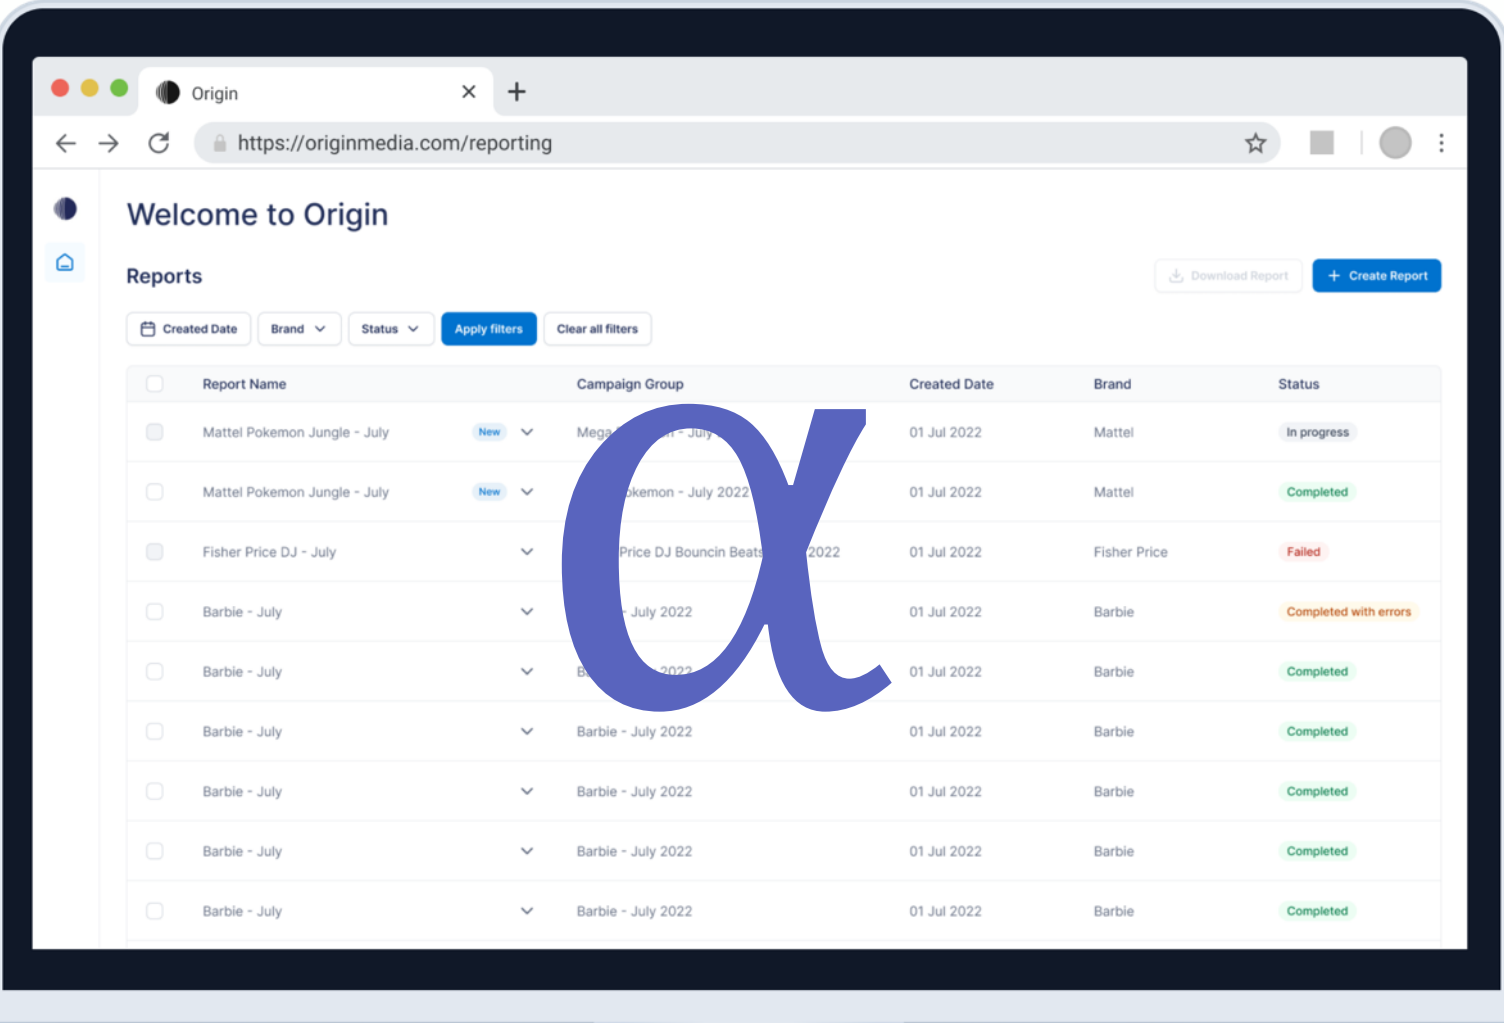 Origin
https://originmedia.com/reporting
Welcome to Origin
Reports
Download Report
Create Report
Created Date
Brand
Status
Apply filters
Clear all filters
Report Name Campaign Group Created Date Brand Status
Mattel Pokemon Jungle - July New Mega - July 01 Jul 2022 Mattel In progress
Mattel Pokemon Jungle - July New - July 2022 01 Jul 2022 Mattel Completed
Fisher Price DJ - July Price DJ Bouncin Beats 2022 01 Jul 2022 Fisher Price Failed
Barbie - July - July 2022 01 Jul 2022 Barbie Completed with errors
Barbie - July 2022 01 Jul 2022 Barbie Completed
Barbie - July Barbie - July 2022 01 Jul 2022 Barbie Completed
Barbie - July Barbie - July 2022 01 Jul 2022 Barbie Completed
Barbie - July Barbie - July 2022 01 Jul 2022 Barbie Completed
Barbie - July Barbie - July 2022 01 Jul 2022 Barbie Completed
α